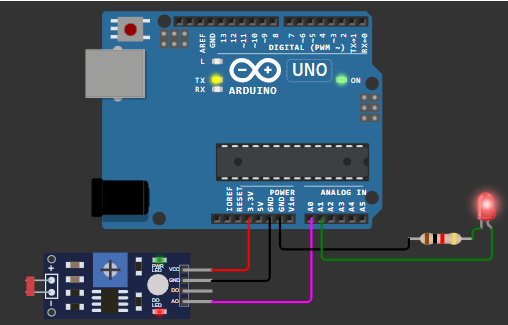 AREF
GND
13
12
~11
~10
~9
8
7
~6
~5
4
~3
2
TX→1
RX←0
DIGITAL (PWM ~)
L
TX
RX
UNO
ON
ARDUINO
IOREF
RESET
3.3V
5V
GND
GND
Vin
POWER
ANALOG IN
A0
A1
A2
A3
A4
A5
+
-
PWR
LED
DO
LED
VCC
GND
DO
AO